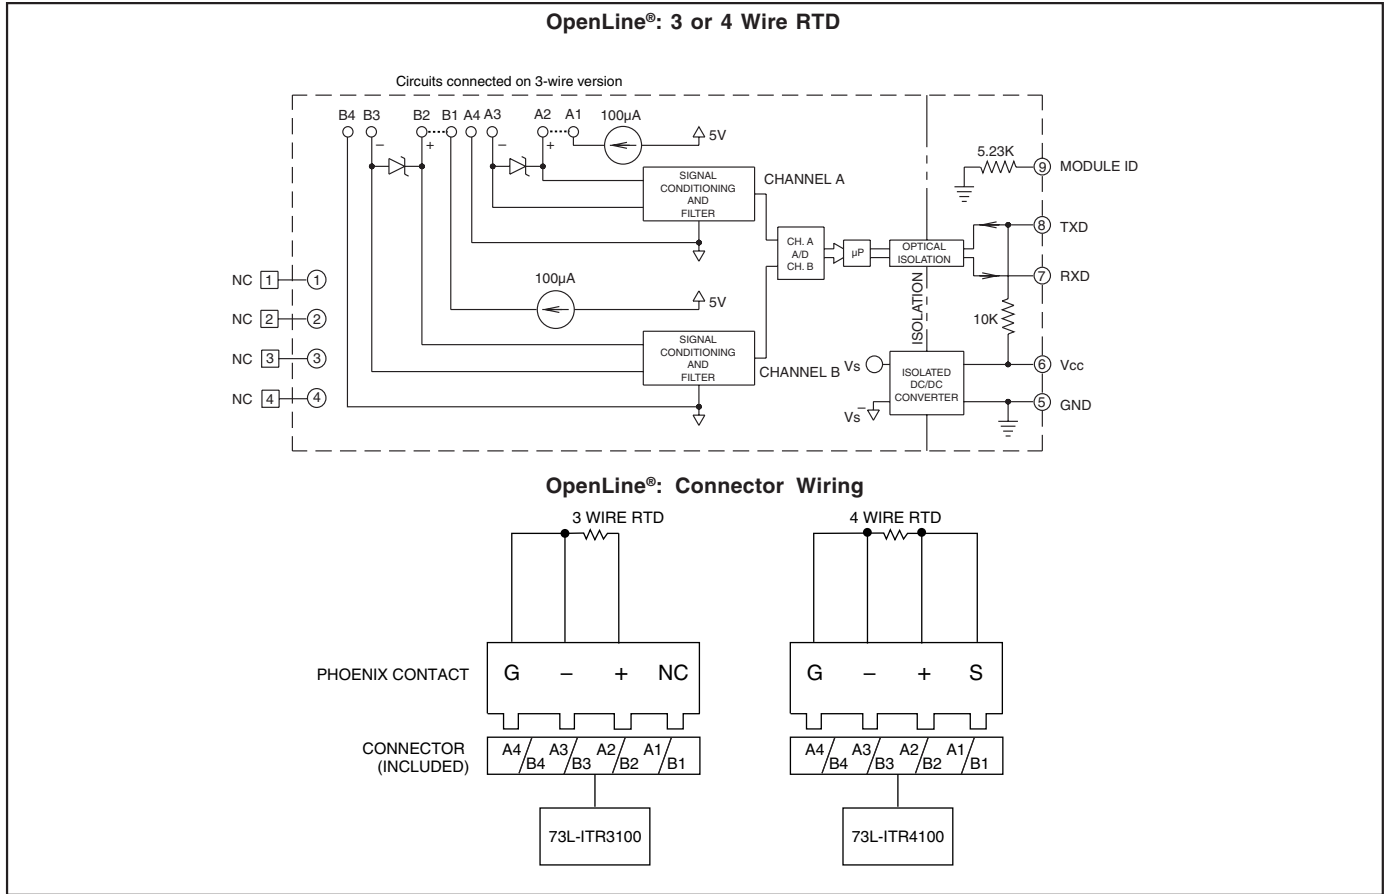 OpenLine®: 3 or 4 Wire RTD
Circuits connected on 3-wire version
B4 B3 B2 B1 A4 A3 A2 A1 100µA
5V
– + – +
5.23K
9 MODULE ID
SIGNAL
CONDITIONING
AND
FILTER
CHANNEL A
8 TXD
CH. A
A/D
CH. B
µP
OPTICAL
ISOLATION
7 RXD
NC 1 1
NC 2 2
NC 3 3
NC 4 4
100µA
5V
ISOLATION
10K
SIGNAL
CONDITIONING
AND
FILTER
CHANNEL B
Vs
ISOLATED
DC/DC
CONVERTER
6 Vcc
Vs–
5 GND
OpenLine®: Connector Wiring
3 WIRE RTD
4 WIRE RTD
PHOENIX CONTACT
G – + NC
G – + S
CONNECTOR
(INCLUDED)
A4/B4 A3/B3 A2/B2 A1/B1
A4/B4 A3/B3 A2/B2 A1/B1
73L-ITR3100
73L-ITR4100